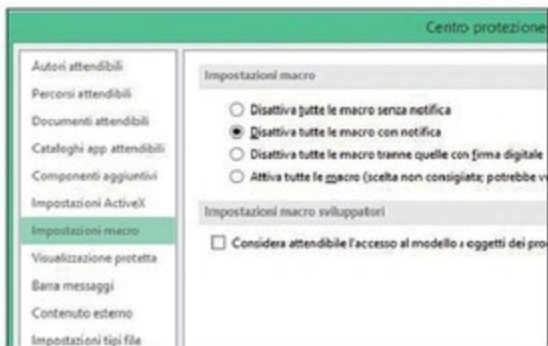 Centro protezione
Autori attendibili
Percorsi attendibili
Documenti attendibili
Cataloghi app attendibili
Componenti aggiuntivi
Impostazioni ActiveX
Impostazioni macro
Visualizzazione protetta
Barra messaggi
Contenuto esterno
Impostazioni tipi file
Impostazioni macro
Disattiva tutte le macro senza notifica
Disattiva tutte le macro con notifica
Disattiva tutte le macro tranne quelle con firma digitale
Attiva tutte le macro (scelta non consigliata; potrebbe
Impostazioni macro sviluppatori
Considera attendibile l'accesso al modello a oggetti dei